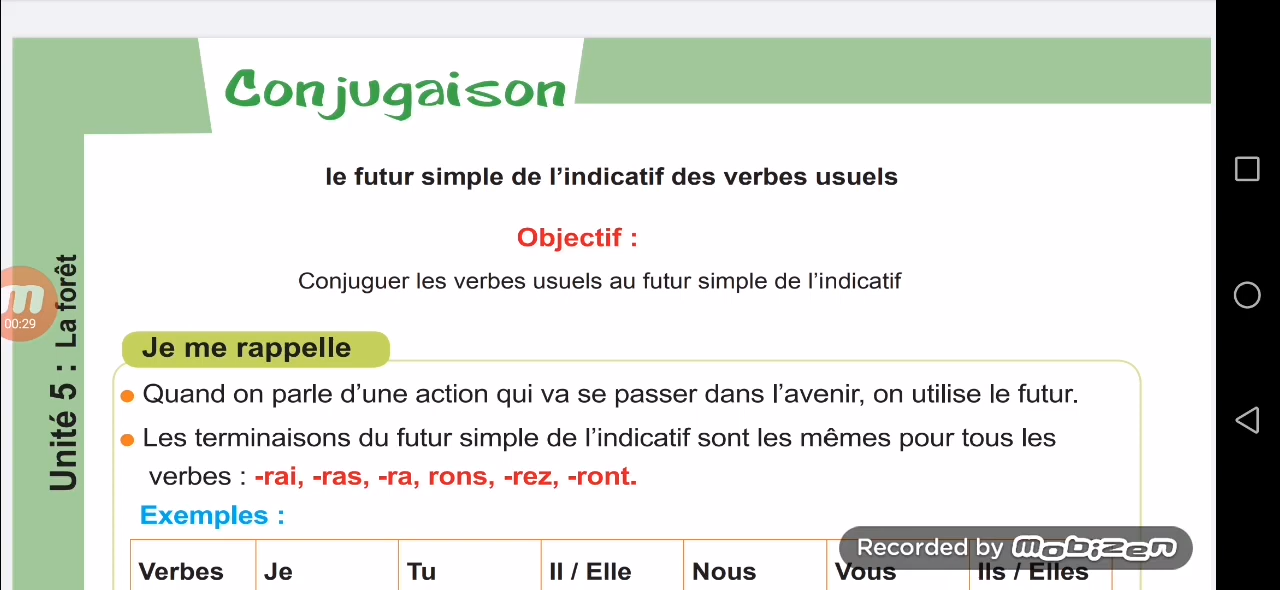 Conjugaison
le futur simple de l'indicatif des verbes usuels
Objectif :
Conjuguer les verbes usuels au futur simple de l'indicatif
Unité 5 : La forêt
m
00:29
Je me rappelle
Quand on parle d'une action qui va se passer dans l'avenir, on utilise le futur.
Les terminaisons du futur simple de l'indicatif sont les mêmes pour tous les
verbes : -rai, -ras, -ra, rons, -rez, -ront.
Exemples :
Recorded by mobizen
Verbes Je Tu Il / Elle Nous Vous Ils / Elles